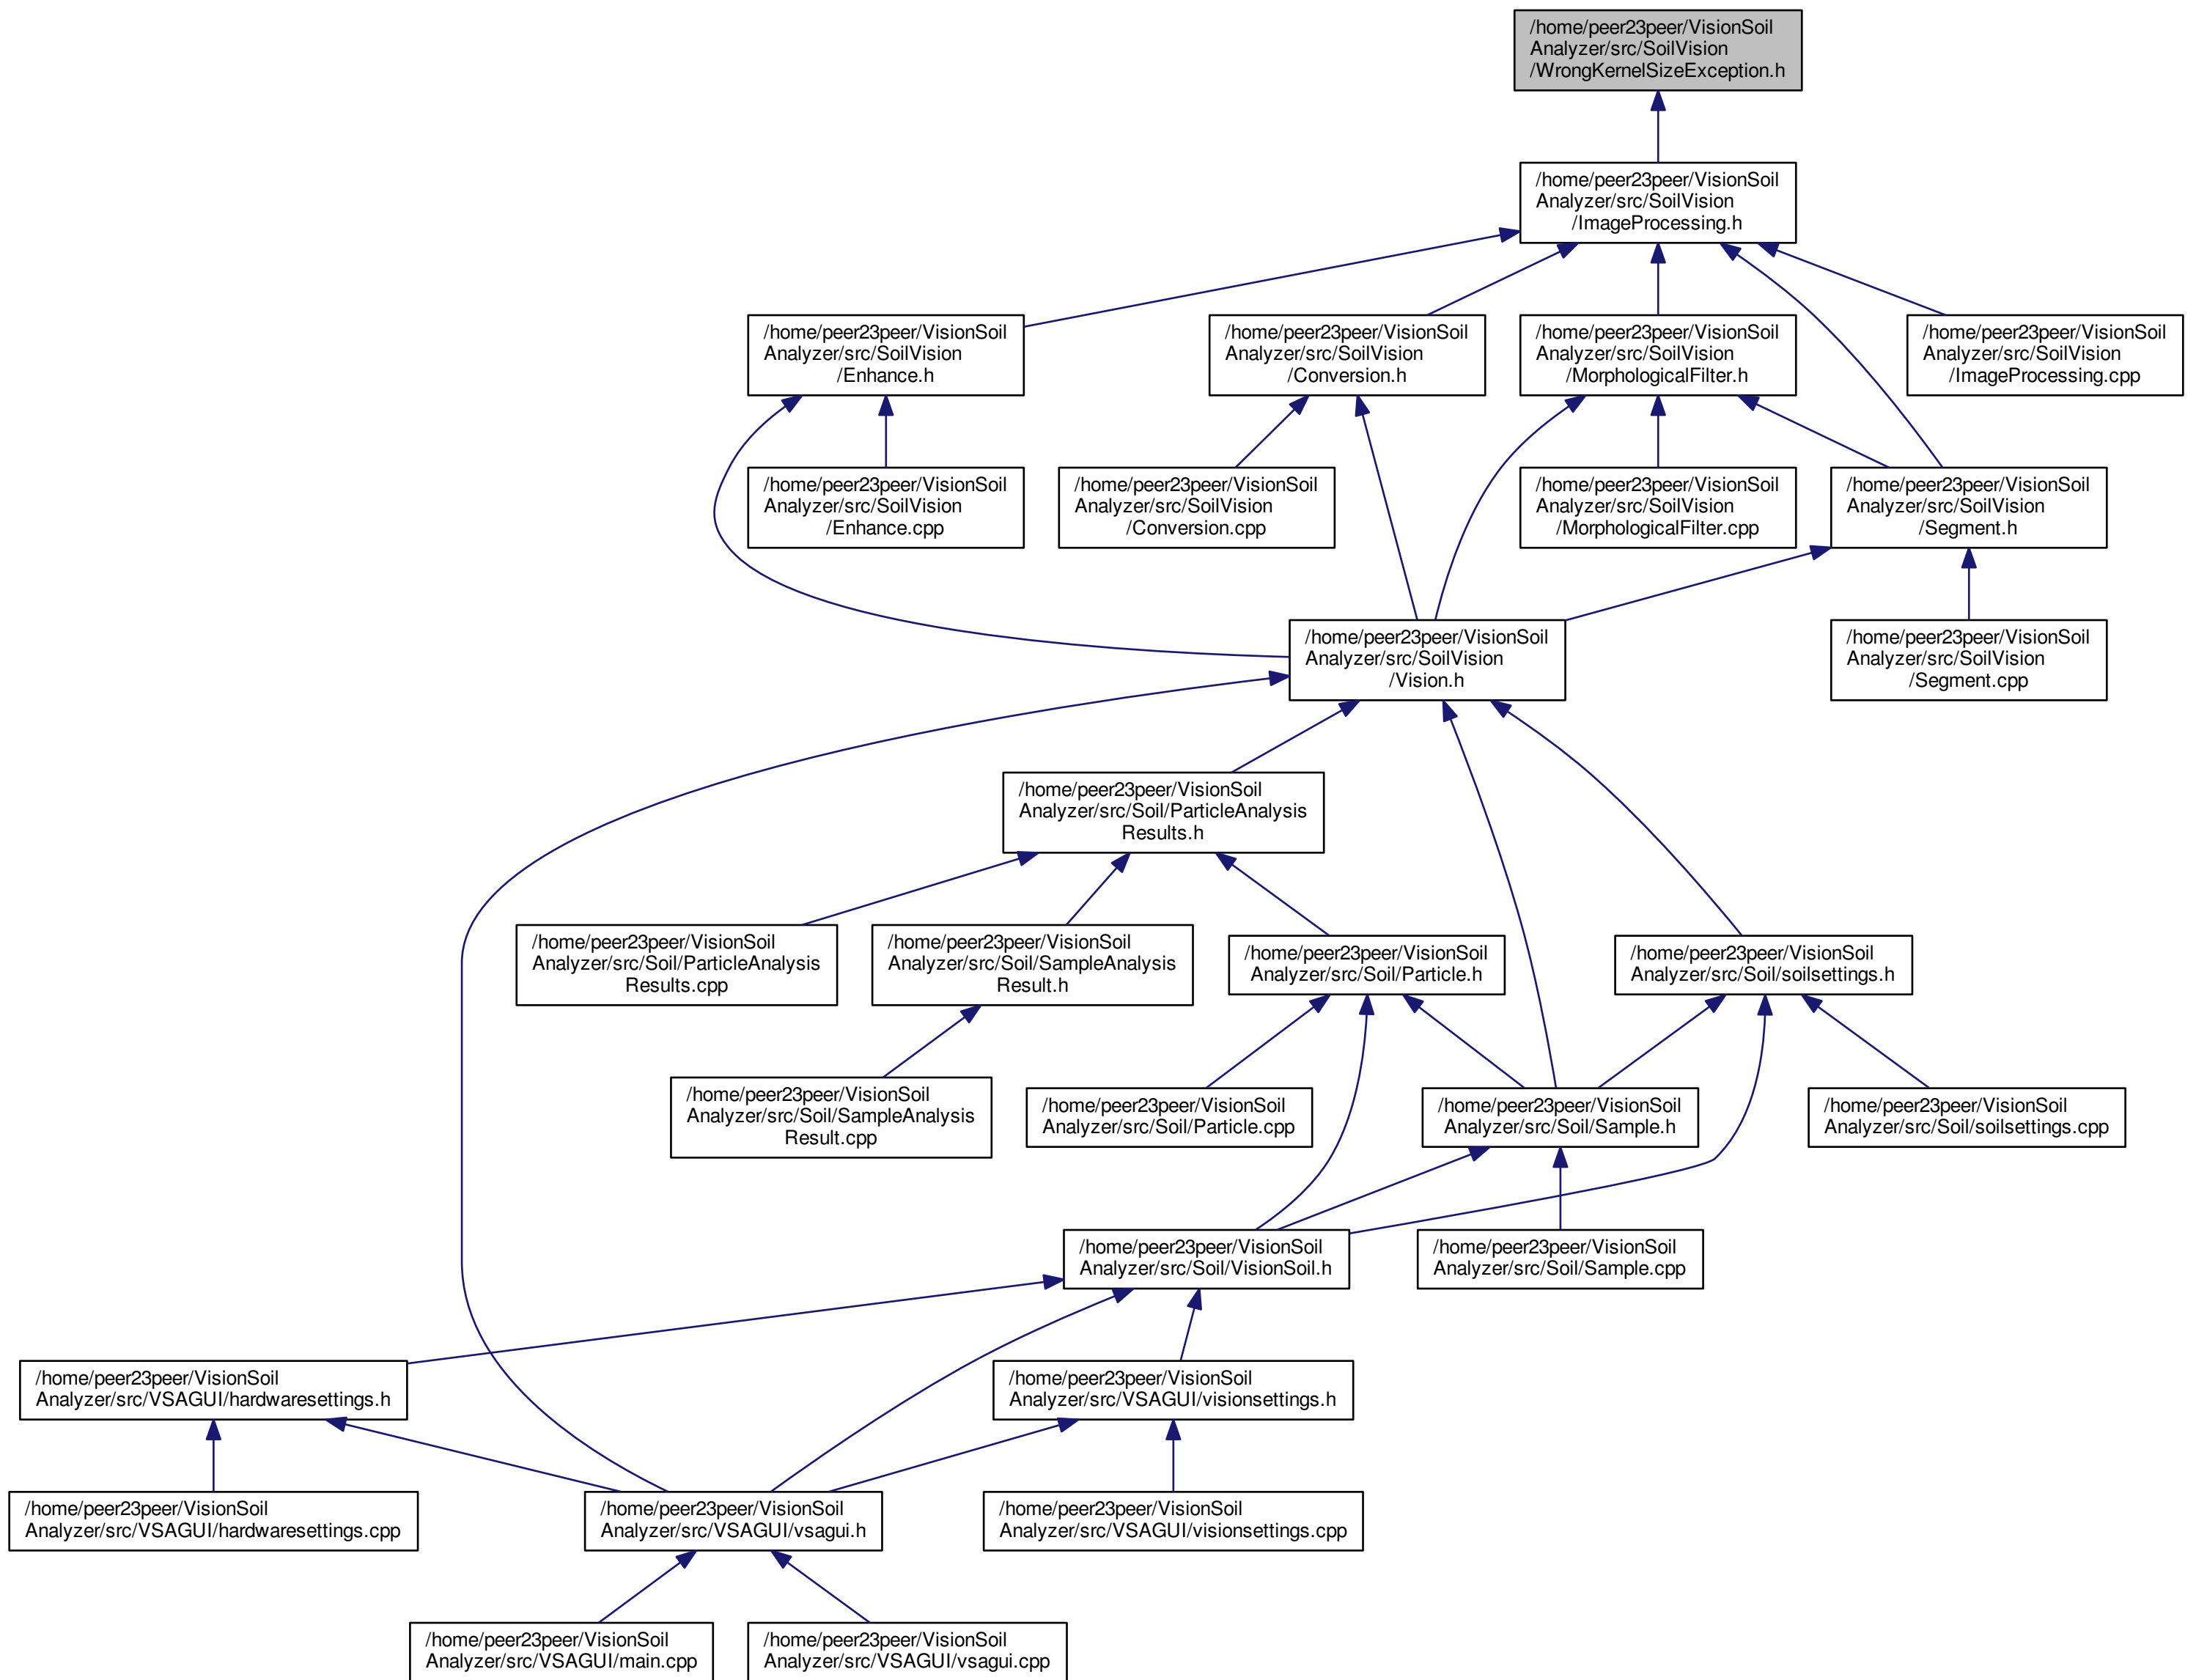 /home/peer23peer/VisionSoil
Analyzer/src/SoilVision
/WrongKernelSizeException.h
/home/peer23peer/VisionSoil
Analyzer/src/SoilVision
/ImageProcessing.h
/home/peer23peer/VisionSoil
Analyzer/src/SoilVision
/Enhance.h
/home/peer23peer/VisionSoil
Analyzer/src/SoilVision
/Conversion.h
/home/peer23peer/VisionSoil
Analyzer/src/SoilVision
/MorphologicalFilter.h
/home/peer23peer/VisionSoil
Analyzer/src/SoilVision
/ImageProcessing.cpp
/home/peer23peer/VisionSoil
Analyzer/src/SoilVision
/Enhance.cpp
/home/peer23peer/VisionSoil
Analyzer/src/SoilVision
/Conversion.cpp
/home/peer23peer/VisionSoil
Analyzer/src/SoilVision
/MorphologicalFilter.cpp
/home/peer23peer/VisionSoil
Analyzer/src/SoilVision
/Segment.h
/home/peer23peer/VisionSoil
Analyzer/src/SoilVision
/Vision.h
/home/peer23peer/VisionSoil
Analyzer/src/SoilVision
/Segment.cpp
/home/peer23peer/VisionSoil
Analyzer/src/Soil/ParticleAnalysis
Results.h
/home/peer23peer/VisionSoil
Analyzer/src/Soil/ParticleAnalysis
Results.cpp
/home/peer23peer/VisionSoil
Analyzer/src/Soil/SampleAnalysis
Result.h
/home/peer23peer/VisionSoil
Analyzer/src/Soil/Particle.h
/home/peer23peer/VisionSoil
Analyzer/src/Soil/soilsettings.h
/home/peer23peer/VisionSoil
Analyzer/src/Soil/SampleAnalysis
Result.cpp
/home/peer23peer/VisionSoil
Analyzer/src/Soil/Particle.cpp
/home/peer23peer/VisionSoil
Analyzer/src/Soil/Sample.h
/home/peer23peer/VisionSoil
Analyzer/src/Soil/soilsettings.cpp
/home/peer23peer/VisionSoil
Analyzer/src/Soil/VisionSoil.h
/home/peer23peer/VisionSoil
Analyzer/src/Soil/Sample.cpp
/home/peer23peer/VisionSoil
Analyzer/src/VSAGUI/hardwaresettings.h
/home/peer23peer/VisionSoil
Analyzer/src/VSAGUI/visionsettings.h
/home/peer23peer/VisionSoil
Analyzer/src/VSAGUI/hardwaresettings.cpp
/home/peer23peer/VisionSoil
Analyzer/src/VSAGUI/vsagui.h
/home/peer23peer/VisionSoil
Analyzer/src/VSAGUI/visionsettings.cpp
/home/peer23peer/VisionSoil
Analyzer/src/VSAGUI/main.cpp
/home/peer23peer/VisionSoil
Analyzer/src/VSAGUI/vsagui.cpp